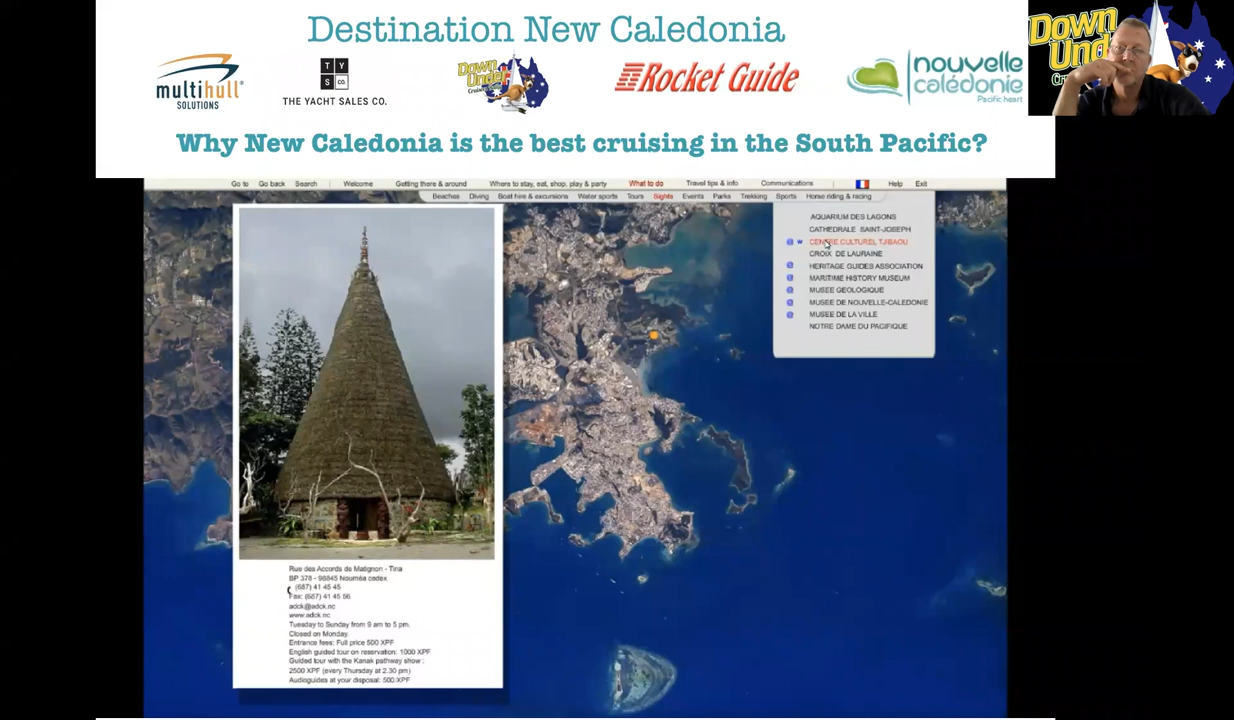 Destination New Caledonia
multihull
SOLUTIONS
T Y
S CO.
THE YACHT SALES CO.
Down
Under
Rocket Guide
nouvelle
calédonie
Pacific heart
Down
Under
Why New Caledonia is the best cruising in the South Pacific?
Go to Go back Search Welcome Getting there & around Where to stay, eat, shop, play & party What to do Travel tips & info Communications Help Exit
Beaches Diving Boat hire & excursions Water sports Tours Sights Events Parks Trekking Sports Horse riding & racing
AQUARIUM DES LAGONS
CATHEDRALE SAINT-JOSEPH
W CENTRE CULTUREL TJIBAOU
CROIX DE LAURAINE
HERITAGE GUIDES ASSOCIATION
MARITIME HISTORY MUSEUM
MUSEE GEOLOGIQUE
MUSEE DE NOUVELLE-CALEDONIE
MUSEE DE LA VILLE
NOTRE DAME DU PACIFIQUE
Rue des Accords de Matignon - Tina
BP 378 - 98845 Nouméa cedex
(687) 41 45 45
Fax: (687) 41 45 56
adck@adck.nc
www.adck.nc
Tuesday to Sunday from 9 am to 5 pm.
Closed on Monday.
Entrance fees: Full price 500 XPF
English guided tour on reservation: 1000 XPF
Guided tour with the Kanak pathway show :
2500 XPF (every Thursday at 2.30 pm)
Audioguides at your disposal: 500 XPF